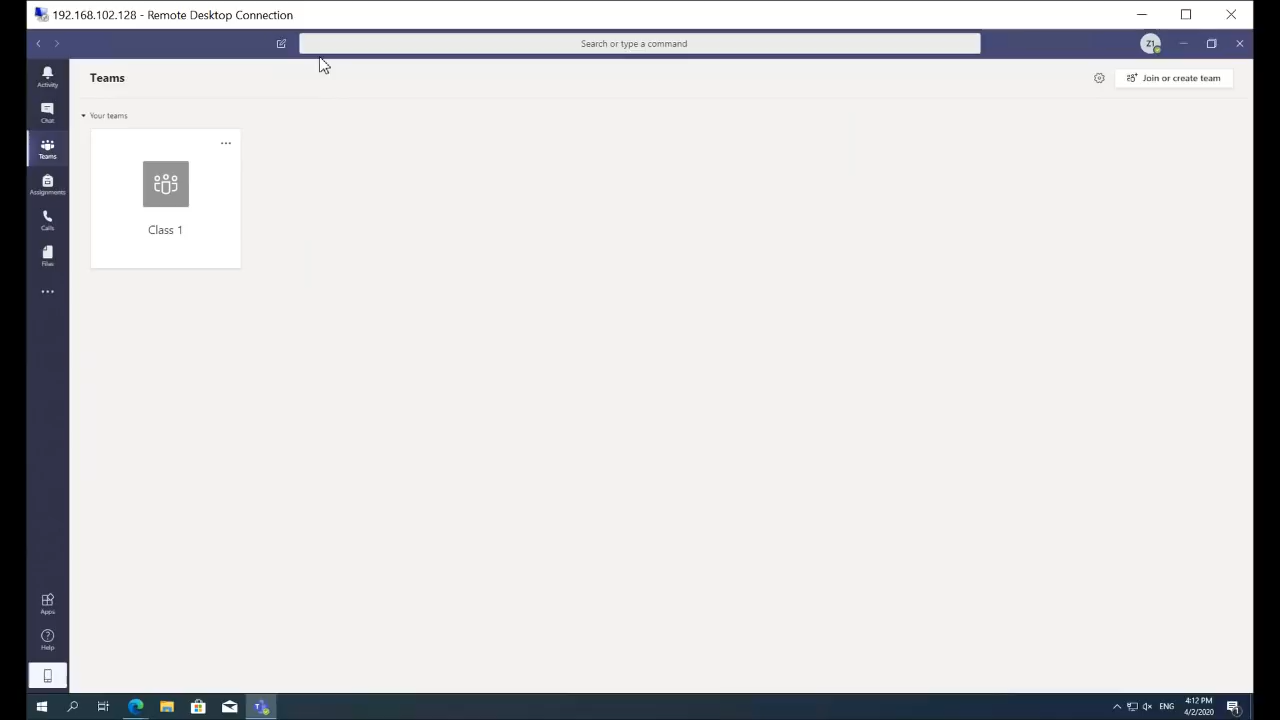 192.168.102.128 - Remote Desktop Connection
Search or type a command
Z1
Activity
Teams
Join or create team
Chat
Your teams
Teams
Assignments
Class 1
Calls
Files
Apps
Help
4:12 PM
ENG
4/2/2020